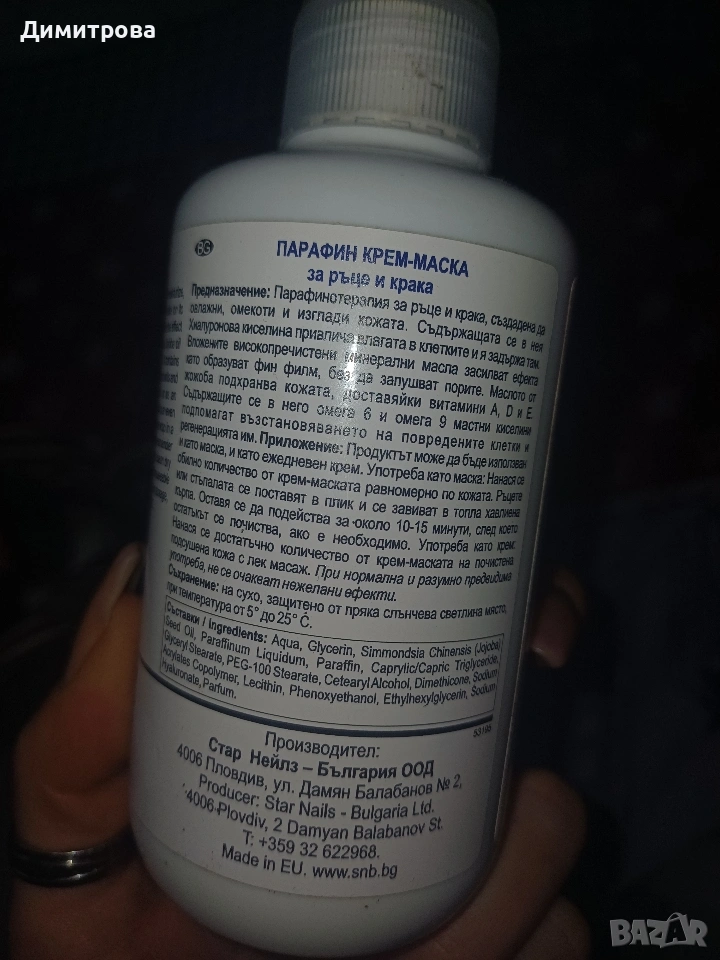 Димитрова
BG
ПАРАФИН КРЕМ-МАСКА
за ръце и крака
Предназначение: Парафинотерапия за ръце и крака, създадена да
овлажни, омекоти и изглади кожата. Съдържащата се в нея
Хиалуронова киселина привлича влагата в клетките и я задържа там.
Вложените високопречистени минерални масла засилват ефекта
като образуват фин филм, без да запушват порите. Маслото от
жожоба подхранва кожата, доставяйки витамини A, D и E.
Съдържащите се в него омега 6 и омега 9 мастни киселини
подпомагат възстановяването на повредените клетки и
регенерацията им. Приложение: Продуктът може да бъде използван
и като маска, и като ежедневен крем. Употреба като маска: Нанася се
обилно количество от крем-маската равномерно по кожата. Ръцете
или стъпалата се поставят в плик и се завиват в топла хавлиена
кърпа. Оставя се да подейства за около 10-15 минути, след което
остатъкът се почиства, ако е необходимо. Употреба като крем:
Нанася се достатъчно количество от крем-маската на почистена
подсушена кожа с лек масаж. При нормална и разумно предвидима
употреба, не се очакват нежелани ефекти.
Съхранение: на сухо, защитено от пряка слънчева светлина място,
при температура от 5° до 25° C.
Съставки / Ingredients: Aqua, Glycerin, Simmondsia Chinensis (Jojoba)
Seed Oil, Paraffinum Liquidum, Paraffin, Caprylic/Capric Triglyceride,
Glyceryl Stearate, PEG-100 Stearate, Cetearyl Alcohol, Dimethicone, Sodium
Acrylates Copolymer, Lecithin, Phenoxyethanol, Ethylhexylglycerin, Sodium
Hyaluronate, Parfum.
53195
Производител:
Стар Нейлз – България ООД
4006 Пловдив, ул. Дамян Балабанов № 2,
Producer: Star Nails - Bulgaria Ltd.
4006-Plovdiv, 2 Damyan Balabanov St.
T: +359 32 622968.
Made in EU. www.snb.bg
BAZAR